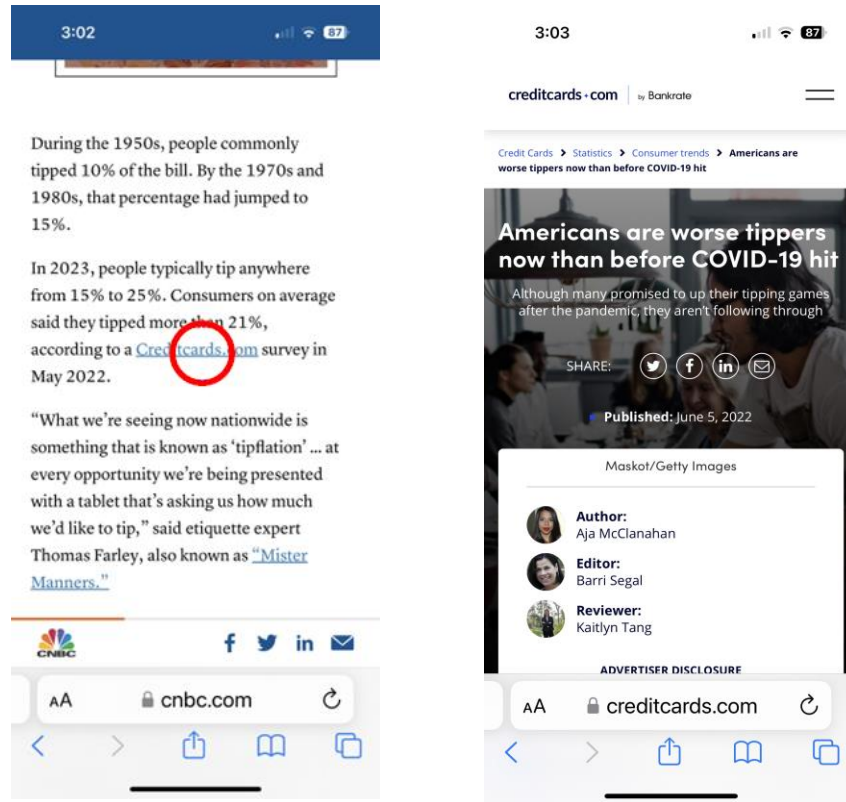 3:02
87
During the 1950s, people commonly
tipped 10% of the bill. By the 1970s and
1980s, that percentage had jumped to
15%.
In 2023, people typically tip anywhere
from 15% to 25%. Consumers on average
said they tipped more than 21%,
according to a Creditcards.com survey in
May 2022.
“What we’re seeing now nationwide is
something that is known as ‘tipflation’ ... at
every opportunity we’re being presented
with a tablet that’s asking us how much
we’d like to tip,” said etiquette expert
Thomas Farley, also known as “Mister
Manners.”
CNBC
f in
AA cnbc.com
3:03
87
creditcards.com by Bankrate
Credit Cards > Statistics > Consumer trends > Americans are
worse tippers now than before COVID-19 hit
Americans are worse tippers
now than before COVID-19 hit
Although many promised to up their tipping games
after the pandemic, they aren’t following through
SHARE: f in
Published: June 5, 2022
Maskot/Getty Images
Author:
Aja McClanahan
Editor:
Barri Segal
Reviewer:
Kaitlyn Tang
ADVERTISER DISCLOSURE
AA creditcards.com